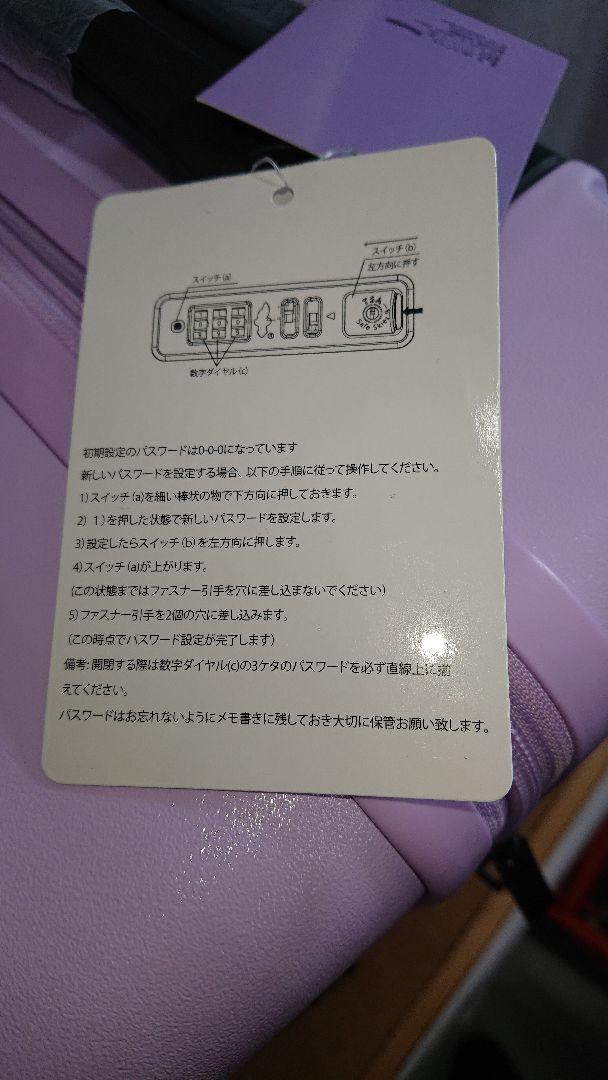 スイッチ(b)
左方向に押す
スイッチ(a)
Safe Skies
数字ダイヤル(c)
初期設定のパスワードは0-0-0になっています
新しいパスワードを設定する場合、以下の手順に従って操作してください。
1)スイッチ(a)を細い棒状の物で下方向に押しておきます。
2) 1)を押した状態で新しいパスワードを設定します。
3)設定したらスイッチ(b)を左方向に押します。
4)スイッチ(a)が上がります。
(この状態まではファスナー引手を穴に差し込まないでください)
5)ファスナー引手を2個の穴に差し込みます。
(この時点でパスワード設定が完了します)
備考:開閉する際は数字ダイヤル(c)の3ケタのパスワードを必ず直線上に揃
えてください。
パスワードはお忘れないようにメモ書きに残しておき大切に保管お願い致します。